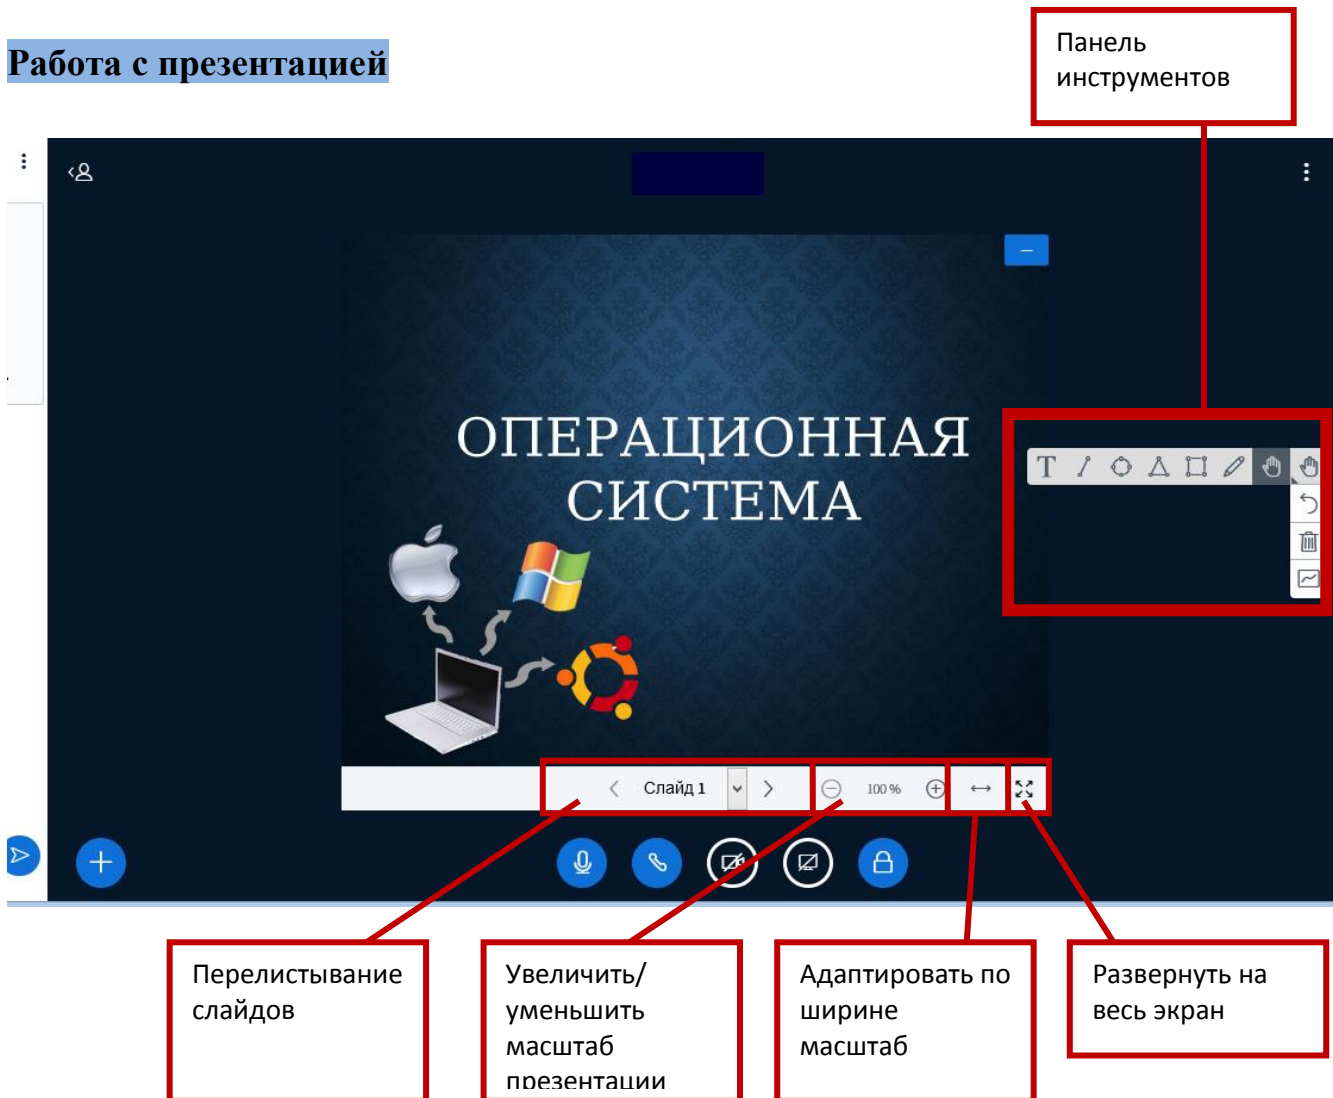 Панель
инструментов
Работа с презентацией
ОПЕРАЦИОННАЯ
СИСТЕМА
T
Слайд 1
100 %
Перелистывание
слайдов
Увеличить/
уменьшить
масштаб
презентации
Адаптировать по
ширине
масштаб
Развернуть на
весь экран